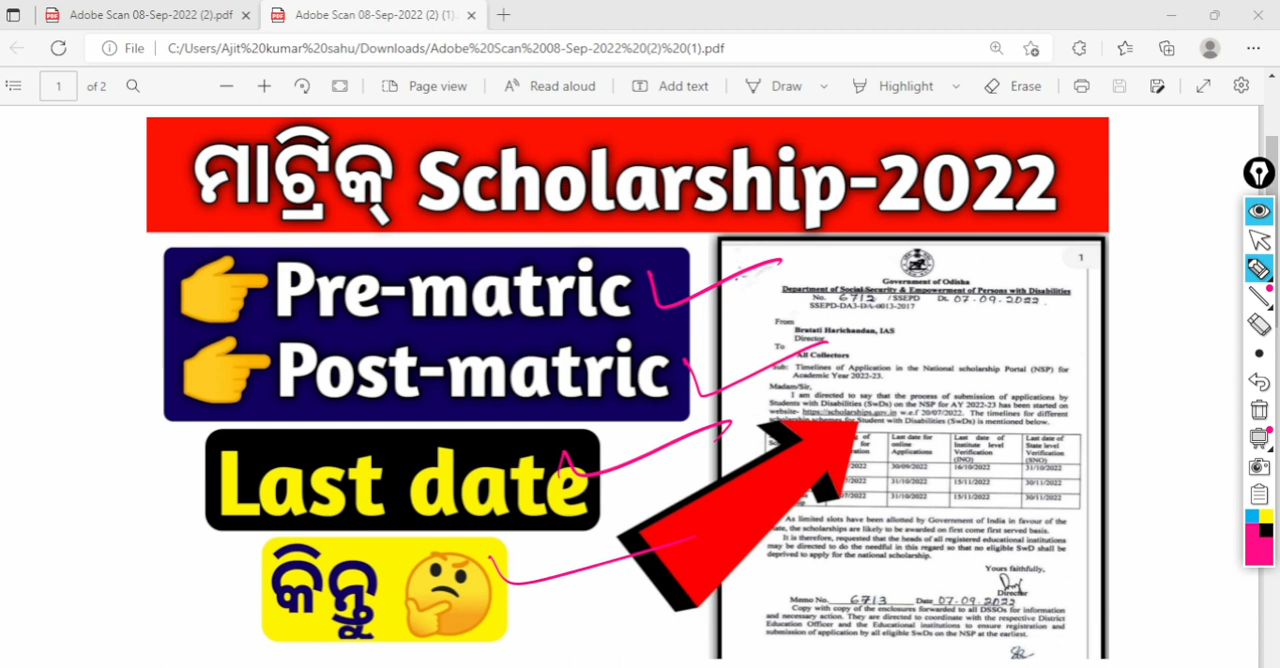 Adobe Scan 08-Sep-2022 (2).pdf
Adobe Scan 08-Sep-2022 (2) (1).
File
C:/Users/Ajit%20kumar%20sahu/Downloads/Adobe%20Scan%2008-Sep-2022%20(2)%20(1).pdf
1 of 2
Page view
Read aloud
Add text
Draw
Highlight
Erase
ମାଟ୍ରିକ୍ Scholarship-2022
Pre-matric
Post-matric
Last date
କିନ୍ତୁ
1
Government of Odisha
Department of Social Security & Empowerment of Persons with Disabilities
No. 6712 /SSEPD Dt. 07-09-2022.
SSEPD-DA3-DA-0013-2017
From
Bratati Harichandan, IAS
Director,
To
All Collectors
Sub: Timelines of Application in the National scholarship Portal (NSP) for
Academic Year 2022-23.
Madam/Sir,
I am directed to say that the process of submission of applications by
Students with Disabilities (SwDs) on the NSP for AY 2022-23 has been started on
website- https://scholarships.gov.in w.e.f 20/07/2022. The timelines for different
scholarship schemes for Student with Disabilities (SwDs) is mentioned below.
Last date for online Applications
Last date of Institute level Verification (INO)
Last date of State level Verification (SNO)
/2022 30/09/2022 16/10/2022 31/10/2022
07/2022 31/10/2022 15/11/2022 30/11/2022
07/2022 31/10/2022 15/11/2022 30/11/2022
As limited slots have been allotted by Government of India in favour of the
the scholarships are likely to be awarded on first come first served basis.
It is therefore, requested that the heads of all registered educational institutions
may be directed to do the needful in this regard so that no eligible SwD shall be
deprived to apply for the national scholarship.
Yours faithfully,
Director
Memo No. 6713 Date 07-09-2022
Copy with copy of the enclosures forwarded to all DSSOs for information
and necessary action. They are directed to coordinate with the respective District
Education Officer and the Educational institutions to ensure registration and
submission of application by all eligible SwDs on the NSP at the earliest.